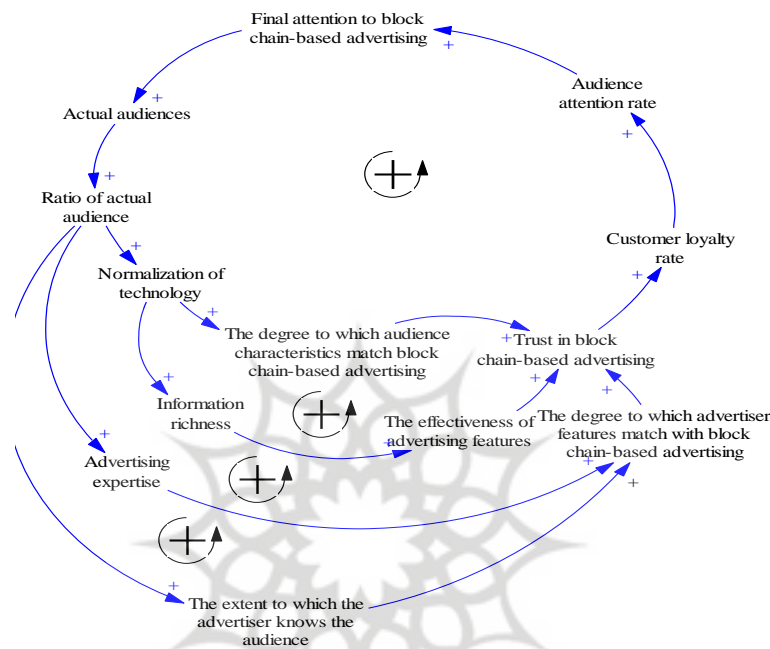 Final attention to block
chain-based advertising
+
Audience
attention rate
+
+
Actual audiences
+
Ratio of actual
audience
+
Customer loyalty
rate
+
Normalization of
technology
+
The degree to which audience
characteristics match block
chain-based advertising
+
Trust in block
chain-based advertising
+
+
+
Information
richness
+
The effectiveness of
advertising features
+
The degree to which advertiser
features match with block
chain-based advertising
+
+
Advertising
expertise
+
The extent to which the
advertiser knows the
audience
+
+
+
+
+